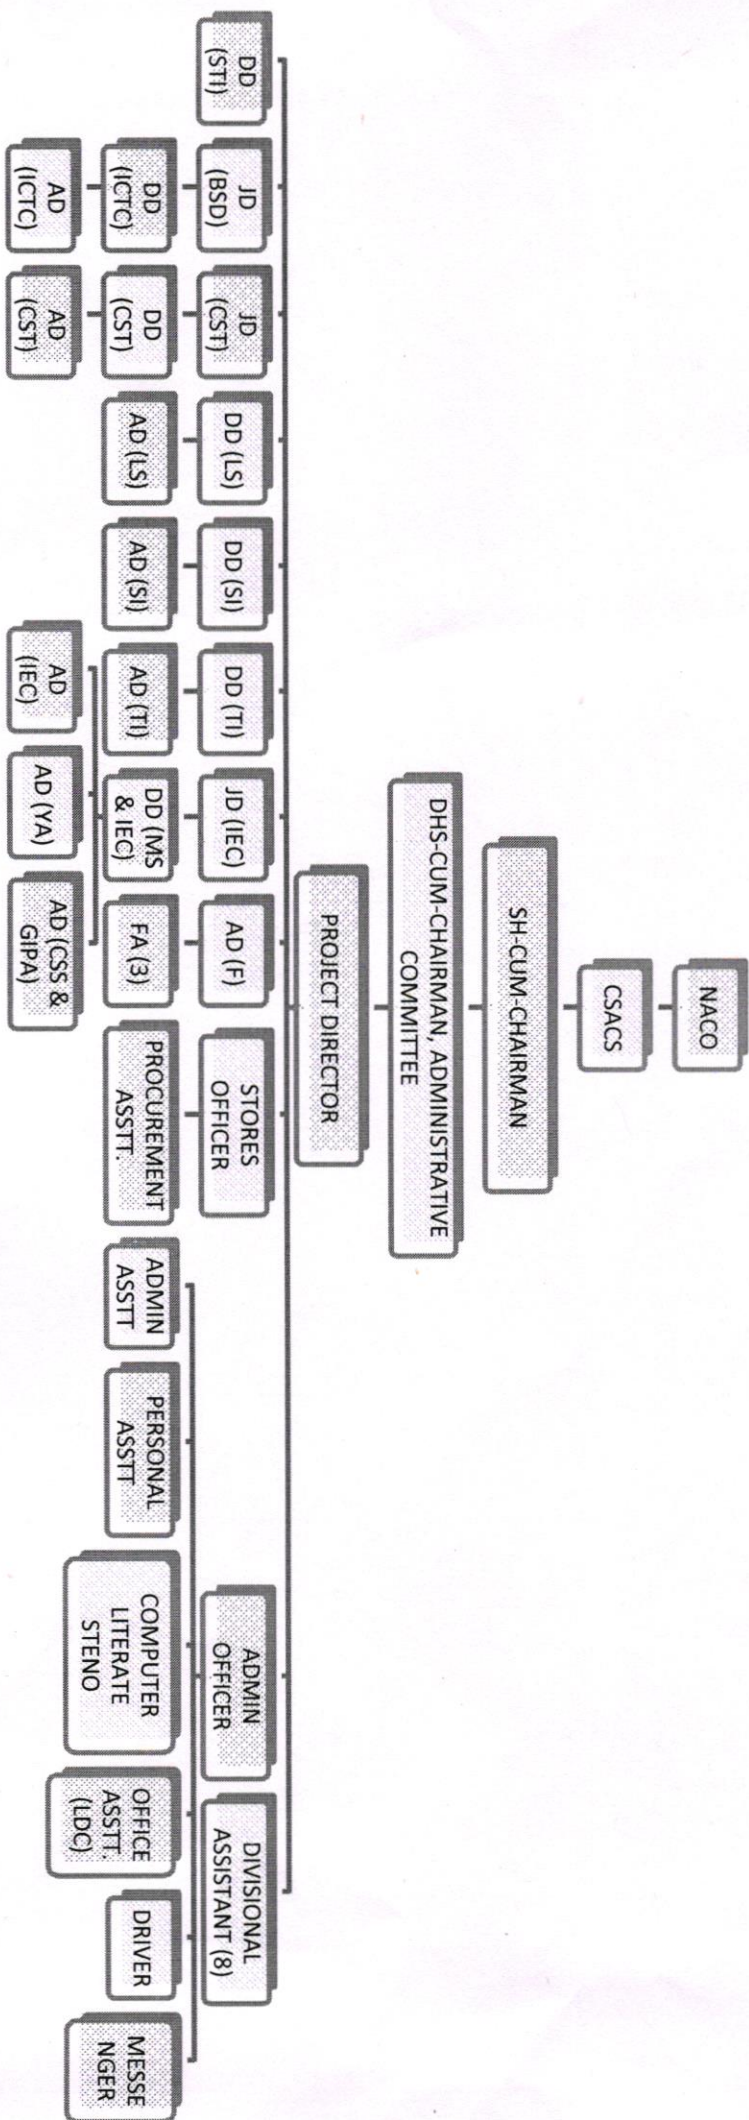 NACO
CSACS
SH-CUM-CHAIRMAN
DHS-CUM-CHAIRMAN, ADMINISTRATIVE
COMMITTEE
PROJECT DIRECTOR
DD
(STI)
JD
(BSD)
JD
(CST)
DD (LS)
DD (SI)
DD (TI)
JD (IEC)
AD (F)
STORES
OFFICER
ADMIN
OFFICER
DIVISIONAL
ASSISTANT (8)
DD
(ICTC)
DD
(CST)
AD (LS)
AD (SI)
AD (TI)
DD (MS
& IEC)
FA (3)
PROCUREMENT
ASSTT.
ADMIN
ASSTT
PERSONAL
ASSTT
COMPUTER
LITERATE
STENO
OFFICE
ASSTT.
(LDC)
DRIVER
MESSE
NGER
AD
(ICTC)
AD
(CST)
AD
(IEC)
AD (YA)
AD (CSS &
GIPA)